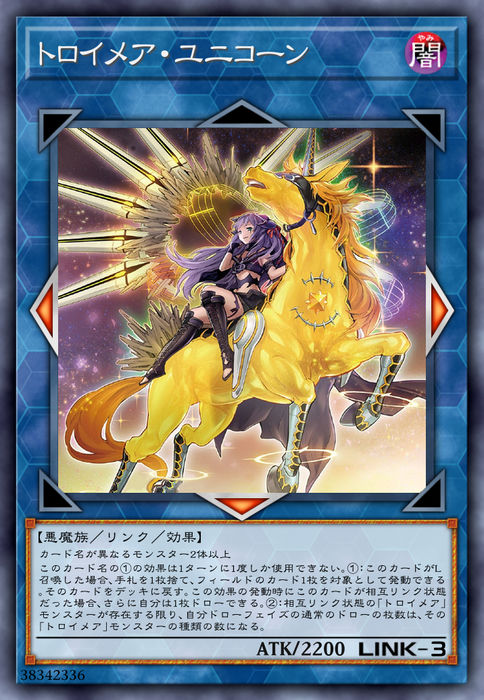 トロイメア・ユニコーン
やみ
闇
【悪魔族／リンク／効果】
カード名が異なるモンスター2体以上
このカード名の①の効果は1ターンに1度しか使用できない。①：このカードがL
召喚した場合、手札を1枚捨て、フィールドのカード1枚を対象として発動できる
。そのカードをデッキに戻す。この効果の発動時にこのカードが相互リンク状態
だった場合、さらに自分は1枚ドローできる。②：相互リンク状態の「トロイメア」
モンスターが存在する限り、自分ドローフェイズの通常のドローの枚数は、その
「トロイメア」モンスターの種類の数になる。
ATK/2200 LINK-3
38342336